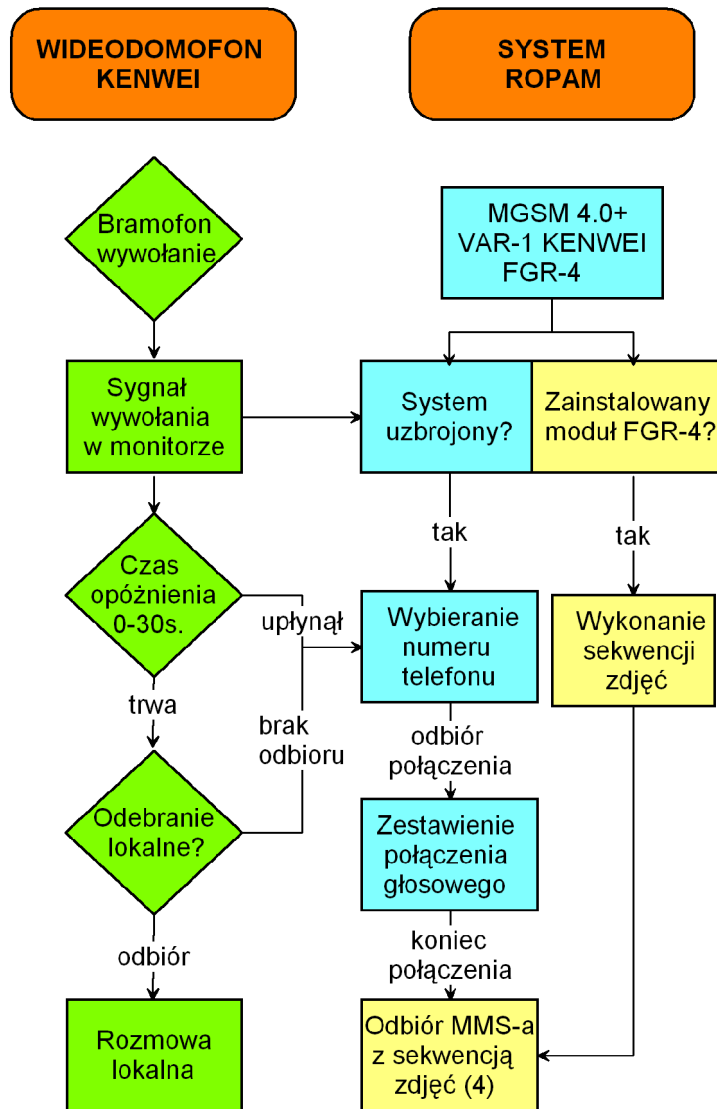 WIDEODOMOFON
KENWEI
SYSTEM
ROPAM
Bramofon
wywołanie
MGSM 4.0+
VAR-1 KENWEI
FGR-4
Sygnał
wywołania
w monitorze
System
uzbrojony?
Zainstalowany
moduł FGR-4?
tak
tak
Czas
opóźnienia
0-30s.
upłynął
Wybieranie
numeru
telefonu
Wykonanie
sekwencji
zdjęć
trwa
brak
odbioru
odbiór
połączenia
Odebranie
lokalne?
Zestawienie
połączenia
głosowego
odbiór
koniec
połączenia
Rozmowa
lokalna
Odbiór MMS-a
z sekwencją
zdjęć (4)